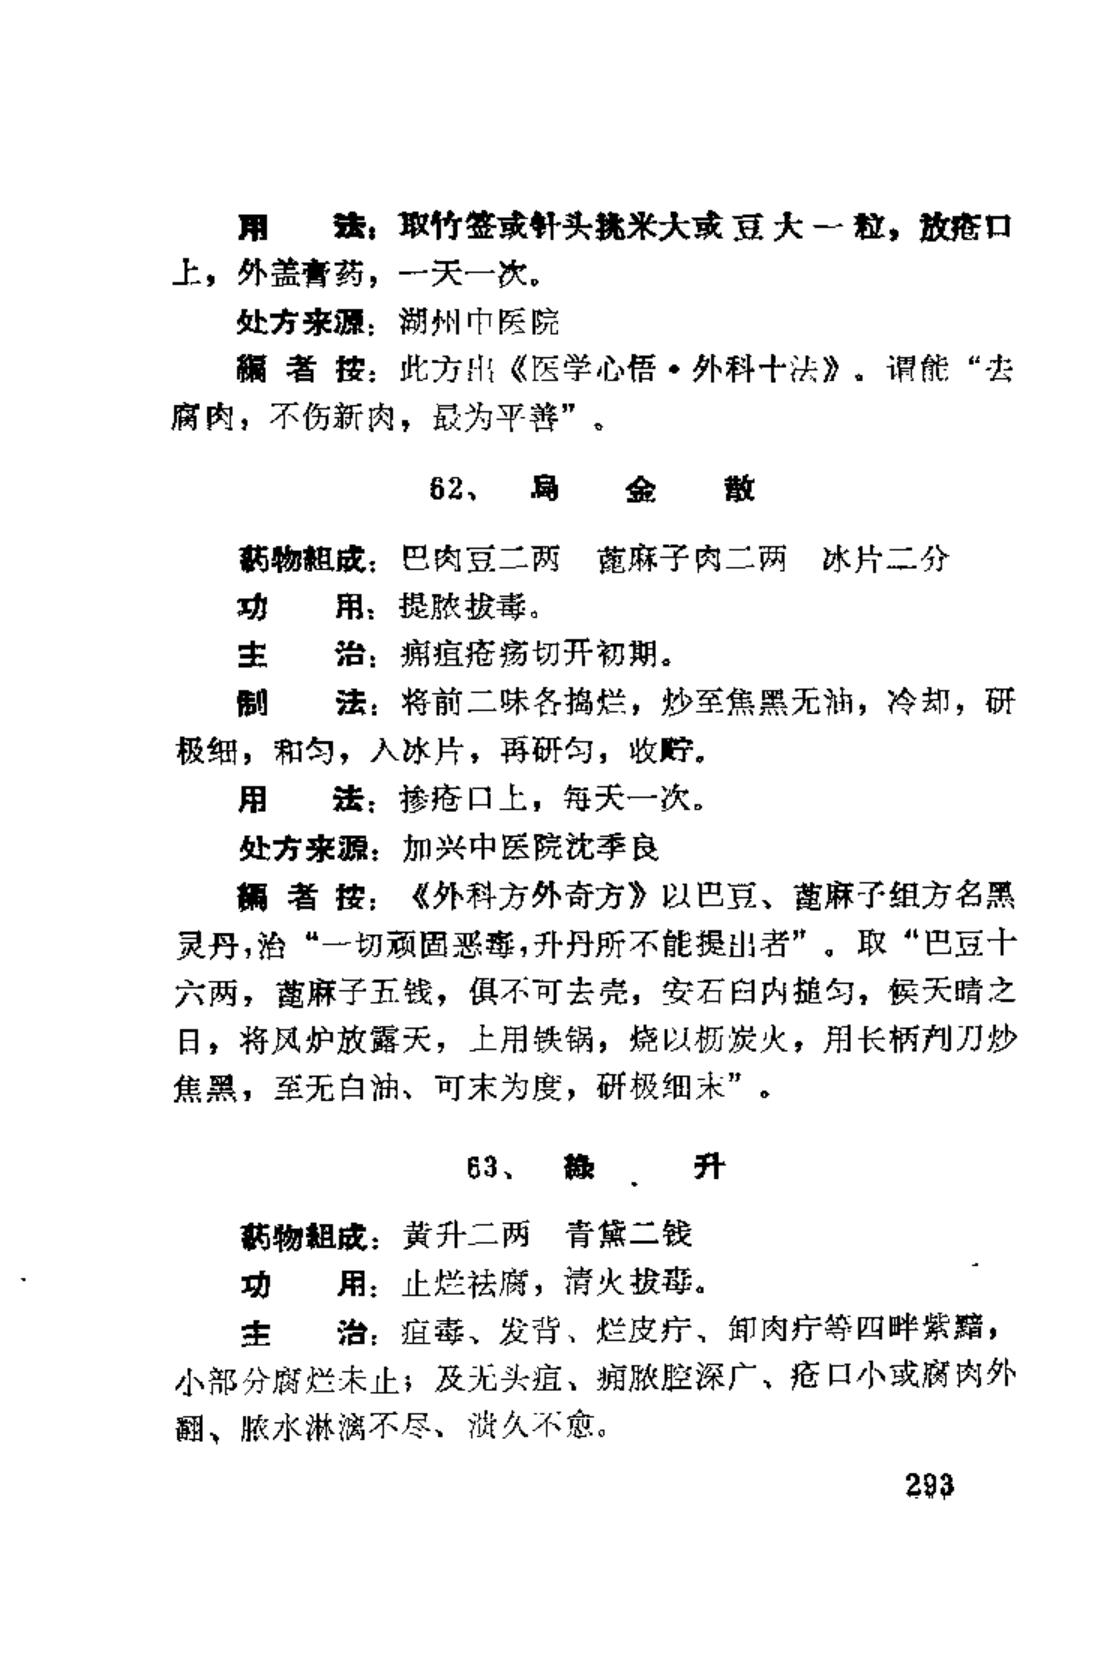 用　　法：取竹签或针头挑米大或豆大一粒，放疮口
上，外盖膏药，一天一次。
处方来源：湖州中医院
编 者 按：此方出《医学心悟·外科十法》。谓能“去
腐肉，不伤新肉，最为平善”。
62、　乌　金　散
药物组成：巴肉豆二两　蓖麻子肉二两　冰片二分
功　　用：提脓拔毒。
主　　治：痈疽疮疡切开初期。
制　　法：将前二味各捣烂，炒至焦黑无油，冷却，研
极细，和匀，入冰片，再研匀，收贮。
用　　法：掺疮口上，每天一次。
处方来源：加兴中医院沈季良
编 者 按：《外科方外奇方》以巴豆、蓖麻子组方名黑
灵丹，治“一切顽固恶毒，升丹所不能提出者”。取“巴豆十
六两，蓖麻子五钱，俱不可去壳，安石臼内搥匀，候天晴之
日，将风炉放露天，上用铁锅，烧以栎炭火，用长柄刮刀炒
焦黑，至无白油、可末为度，研极细末”。
63、　绿　　升
药物组成：黄升二两　青黛二钱
功　　用：止烂祛腐，清火拔毒。
主　　治：疽毒、发背、烂皮疔、卸肉疔等四畔紫黯，
小部分腐烂未止；及无头疽、痈脓腔深广、疮口小或腐肉外
翻、脓水淋漓不尽、溃久不愈。
293